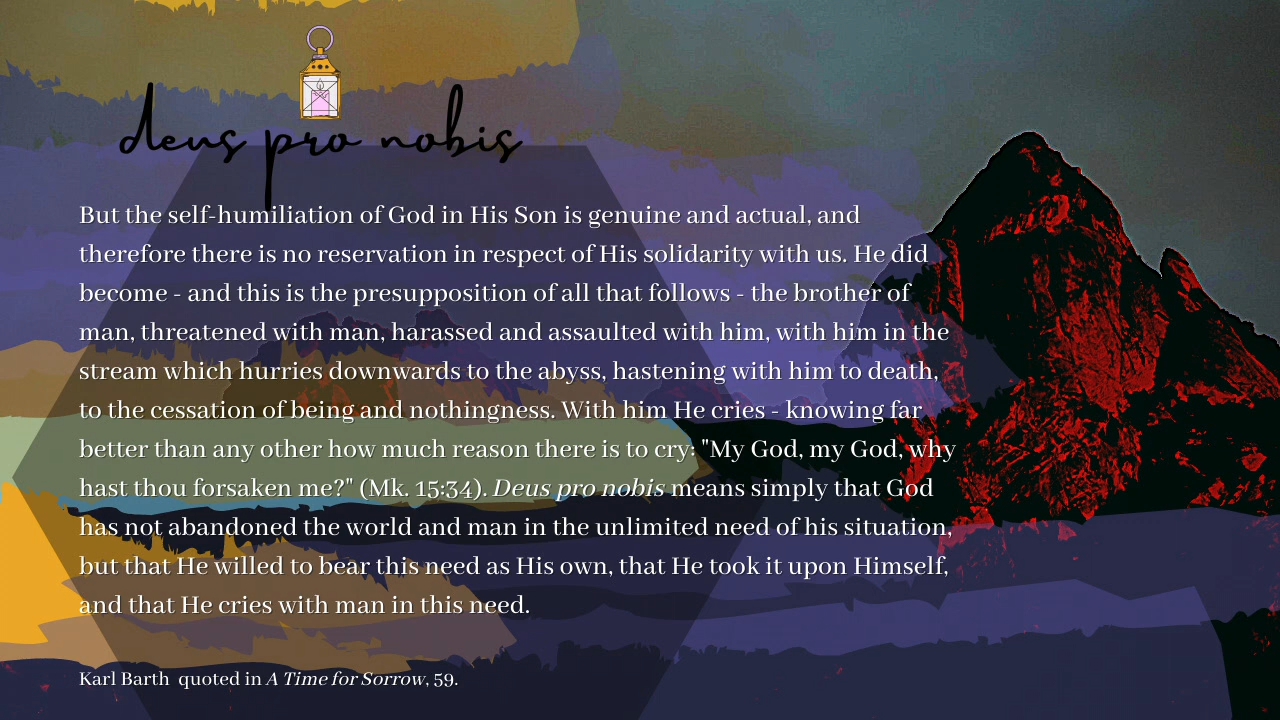 deus pro nobis
But the self-humiliation of God in His Son is genuine and actual, and
therefore there is no reservation in respect of His solidarity with us. He did
become - and this is the presupposition of all that follows - the brother of
man, threatened with man, harassed and assaulted with him, with him in the
stream which hurries downwards to the abyss, hastening with him to death,
to the cessation of being and nothingness. With him He cries - knowing far
better than any other how much reason there is to cry: "My God, my God, why
hast thou forsaken me?" (Mk. 15:34). Deus pro nobis means simply that God
has not abandoned the world and man in the unlimited need of his situation,
but that He willed to bear this need as His own, that He took it upon Himself,
and that He cries with man in this need.
Karl Barth quoted in A Time for Sorrow, 59.